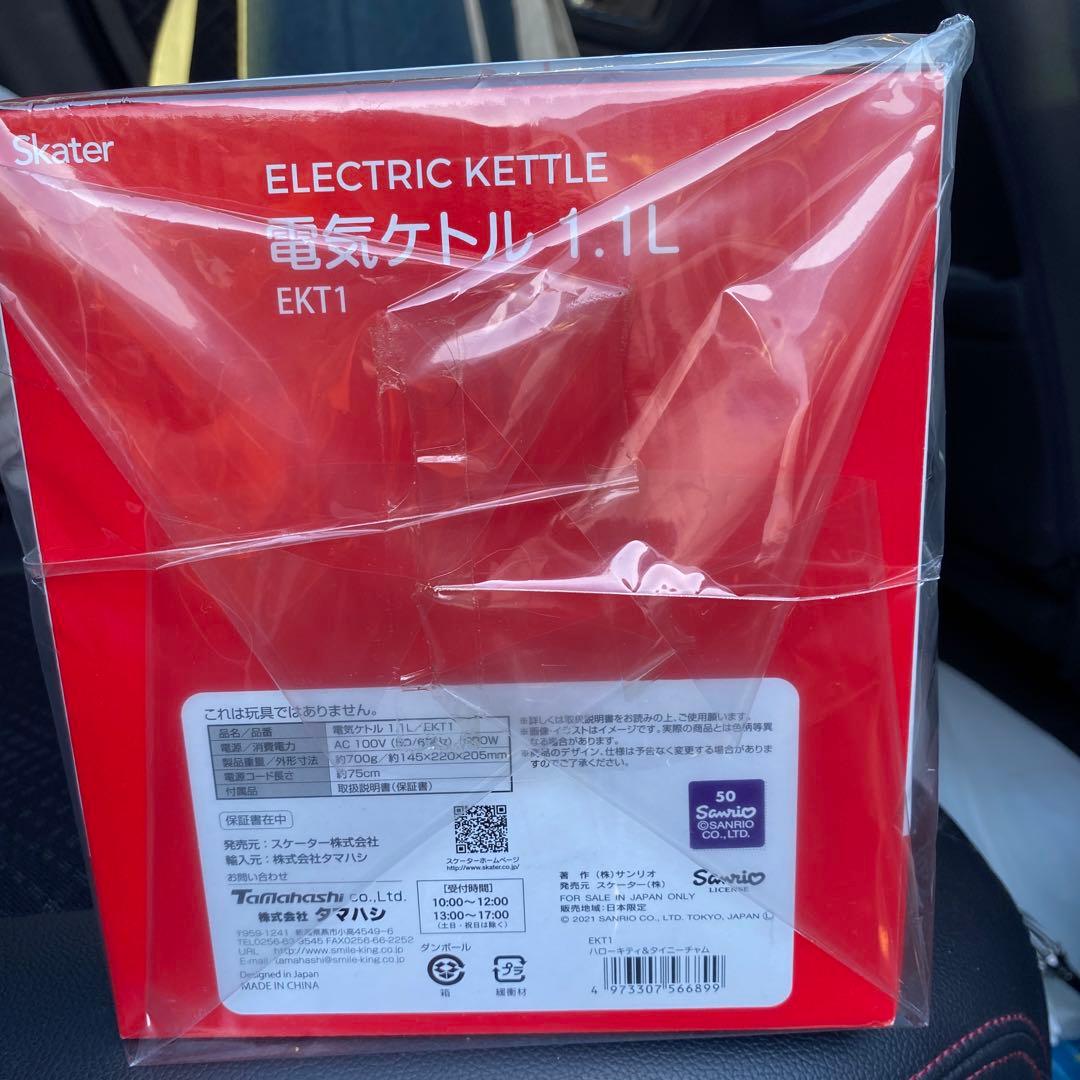 Skater
ELECTRIC KETTLE
電気ケトル 1.1L
EKT1
これは玩具ではありません。
品名／品番 電気ケトル 1.1L／EKT1
電源／消費電力 AC 100V
製品重量／外形寸法 約700g／約145×220×205mm
電源コード長さ 約75cm
付属品 取扱説明書(保証書)
※詳しくは取扱説明書をお読みの上、ご使用願います。
※画像・イラストはイメージです。実際の商品とは色柄等異
なる場合があります。
※商品のデザイン、仕様は予告なく変更する場合がありま
すのでご了承ください。
保証書在中
発売元：スケーター株式会社
輸入元：株式会社タマハシ
お問い合わせ
Tamahashi co.,Ltd.
株式会社 タマハシ
〒959-1241 新潟県燕市小高4549-6
TEL0256-63-9545 FAX0256-66-2252
URL http://www.smile-king.co.jp/
E-mail tamahashi@smile-king.co.jp
Designed in Japan
MADE IN CHINA
スケーターホームページ
http://www.skater.co.jp/
[受付時間]
10:00〜12:00
13:00〜17:00
(土日・祝日は除く)
ダンボール
箱
プラ
緩衝材
50
Sanrio
©SANRIO
CO., LTD.
著 作 (株)サンリオ
発売元 スケーター(株)
FOR SALE IN JAPAN ONLY
販売地域：日本限定
© 2021 SANRIO CO., LTD. TOKYO, JAPAN Ⓛ
Sanrio
LICENSE
EKT1
ハローキティ&タイニーチャム
4 973307 566899